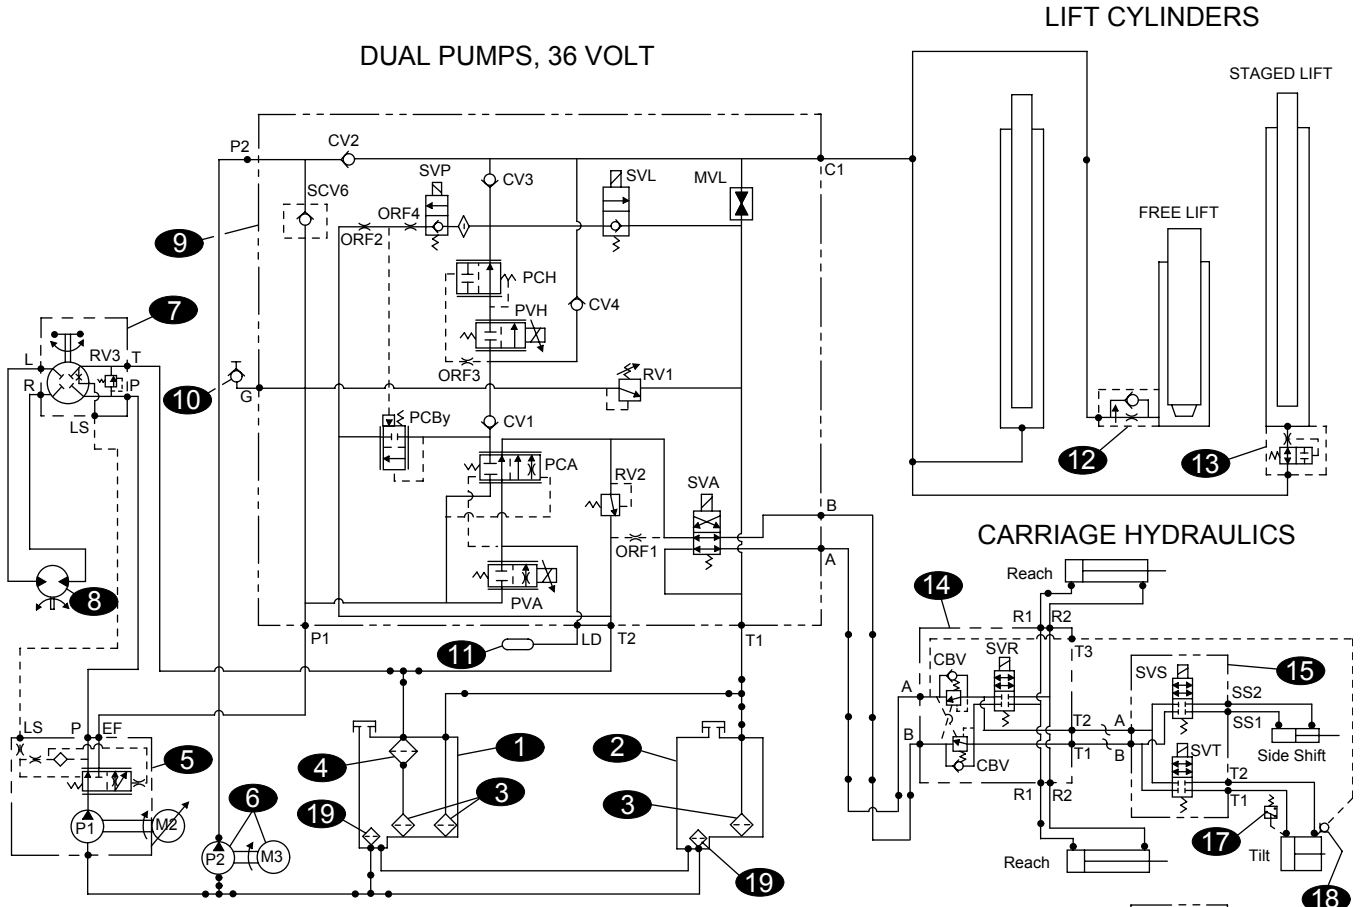 LIFT CYLINDERS
DUAL PUMPS, 36 VOLT
STAGED LIFT
P2
CV2
C1
SVP
CV3
SVL
MVL
SCV6
ORF4
ORF2
FREE LIFT
9
PCH
CV4
PVH
7
RV3 T
L
R
P
LS
10
G
ORF3
RV1
PCBy
CV1
12
13
PCA
RV2
SVA
B
ORF1
A
CARRIAGE HYDRAULICS
Reach
8
PVA
14
P1
LD
T2
T1
11
R1
R2
T3
CBV
SVR
SVS
15
A
SS2
SS1
T2
A
LS
P
EF
B
T1
B
Side Shift
5
4
1
2
SVT
CBV
T2
T1
R1
R2
3
3
6
19
17
P1
M2
P2
M3
Reach
Tilt
19
18